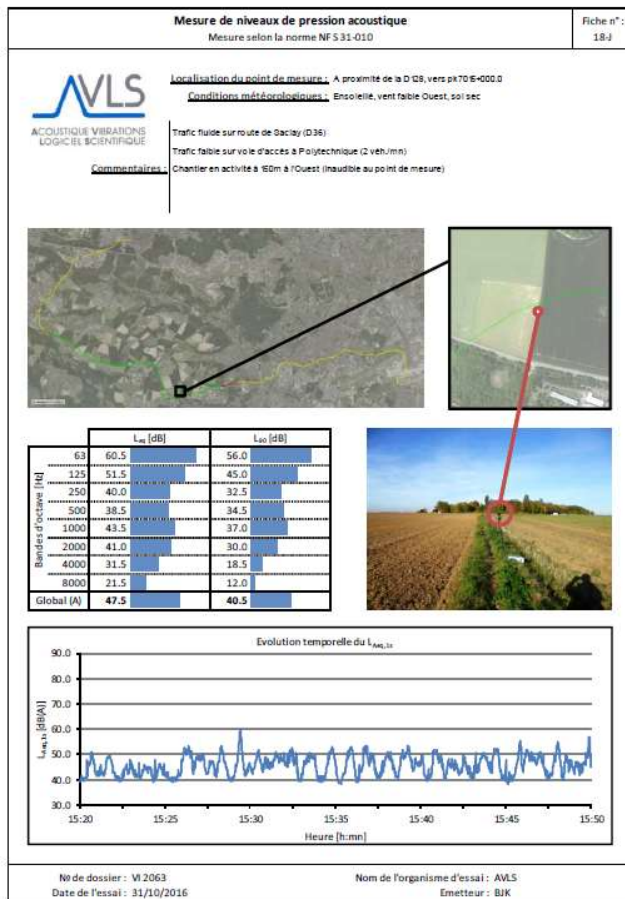 Mesure de niveaux de pression acoustique
Mesure selon la norme NF S 31-010
Fiche n° :
18-J
AVLS
ACOUSTIQUE VIBRATIONS
LOGICIEL SCIENTIFIQUE
Localisation du point de mesure : A proximité de la D128, vers pk7015+000.0
Conditions météorologiques : Ensoleillé, vent faible Ouest, sol sec
Trafic fluide sur route de Saclay (D36)
Trafic faible sur voie d'accès à Polytechnique (2 véh./mn)
Commentaires : Chantier en activité à 150m à l'Ouest (inaudible au point de mesure)
Leq [dB] L90 [dB]
Bandes d'octave [Hz]
63 60.5 56.0
125 51.5 45.0
250 40.0 32.5
500 38.5 34.5
1000 43.5 37.0
2000 41.0 30.0
4000 31.5 18.5
8000 21.5 12.0
Global (A) 47.5 40.5
Evolution temporelle du LAeq,1s
LAeq,1s [dB(A)]
90.0
80.0
70.0
60.0
50.0
40.0
30.0
15:20 15:25 15:30 15:35 15:40 15:45 15:50
Heure [h:mn]
N° de dossier : VI 2063
Nom de l'organisme d'essai : AVLS
Date de l'essai : 31/10/2016
Emetteur : BJK